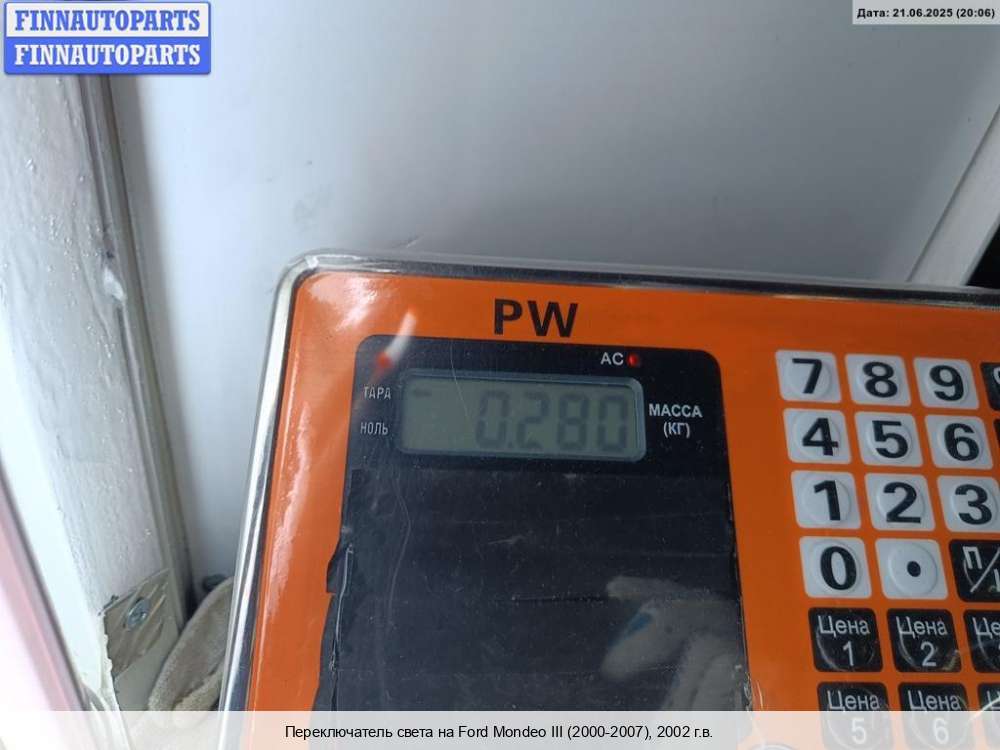 FINNAUTOPARTS
FINNAUTOPARTS
Дата: 21.06.2025 (20:06)
PW
AC
ТАРА
НОЛЬ
0.280
МАССА
(КГ)
7 8 9
4 5 6
1 2 3
0 •
Цена 1
Цена 2
Цена 5
Цена 6
Переключатель света на Ford Mondeo III (2000-2007), 2002 г.в.